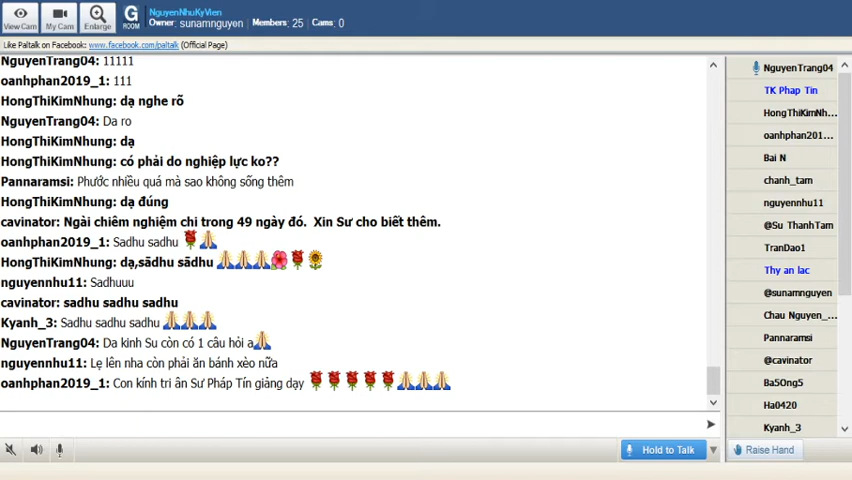 View Cam
My Cam
Enlarge
G
ROOM
NguyenNhuKyVien
Owner: sunamnguyen Members: 25 Cams: 0
Like Paltalk on Facebook: www.facebook.com/paltalk (Official Page)
NguyenTrang04: 11111
oanhphan2019_1: 111
HongThiKimNhung: dạ nghe rõ
NguyenTrang04: Da ro
HongThiKimNhung: dạ
HongThiKimNhung: có phải do nghiệp lực ko??
Pannaramsi: Phước nhiều quá mà sao không sống thêm
HongThiKimNhung: dạ đúng
cavinator: Ngài chiêm nghiệm chi trong 49 ngày đó. Xin Sư cho biết thêm.
oanhphan2019_1: Sadhu sadhu 🌹🙏
HongThiKimNhung: dạ,sādhu sādhu 🙏🙏🙏🌺🌹🌻
nguyennhu11: Sadhuuu
cavinator: sadhu sadhu sadhu
Kyanh_3: Sadhu sadhu sadhu 🙏🙏🙏
NguyenTrang04: Da kinh Su còn có 1 câu hỏi a🙏
nguyennhu11: Lẹ lên nha còn phải ăn bánh xèo nữa
oanhphan2019_1: Con kính tri ân Sư Pháp Tín giảng dạy 🌹🌹🌹🌹🌹🙏🙏🙏
Hold to Talk
NguyenTrang04
TK Phap Tin
HongThiKimNh...
oanhphan201...
Bai N
chanh_tam
nguyennhu11
@Su ThanhTam
TranDao1
Thy an lac
@sunamnguyen
Chau Nguyen_...
Pannaramsi
@cavinator
Ba5Ong5
Ha0420
Kyanh_3
Raise Hand